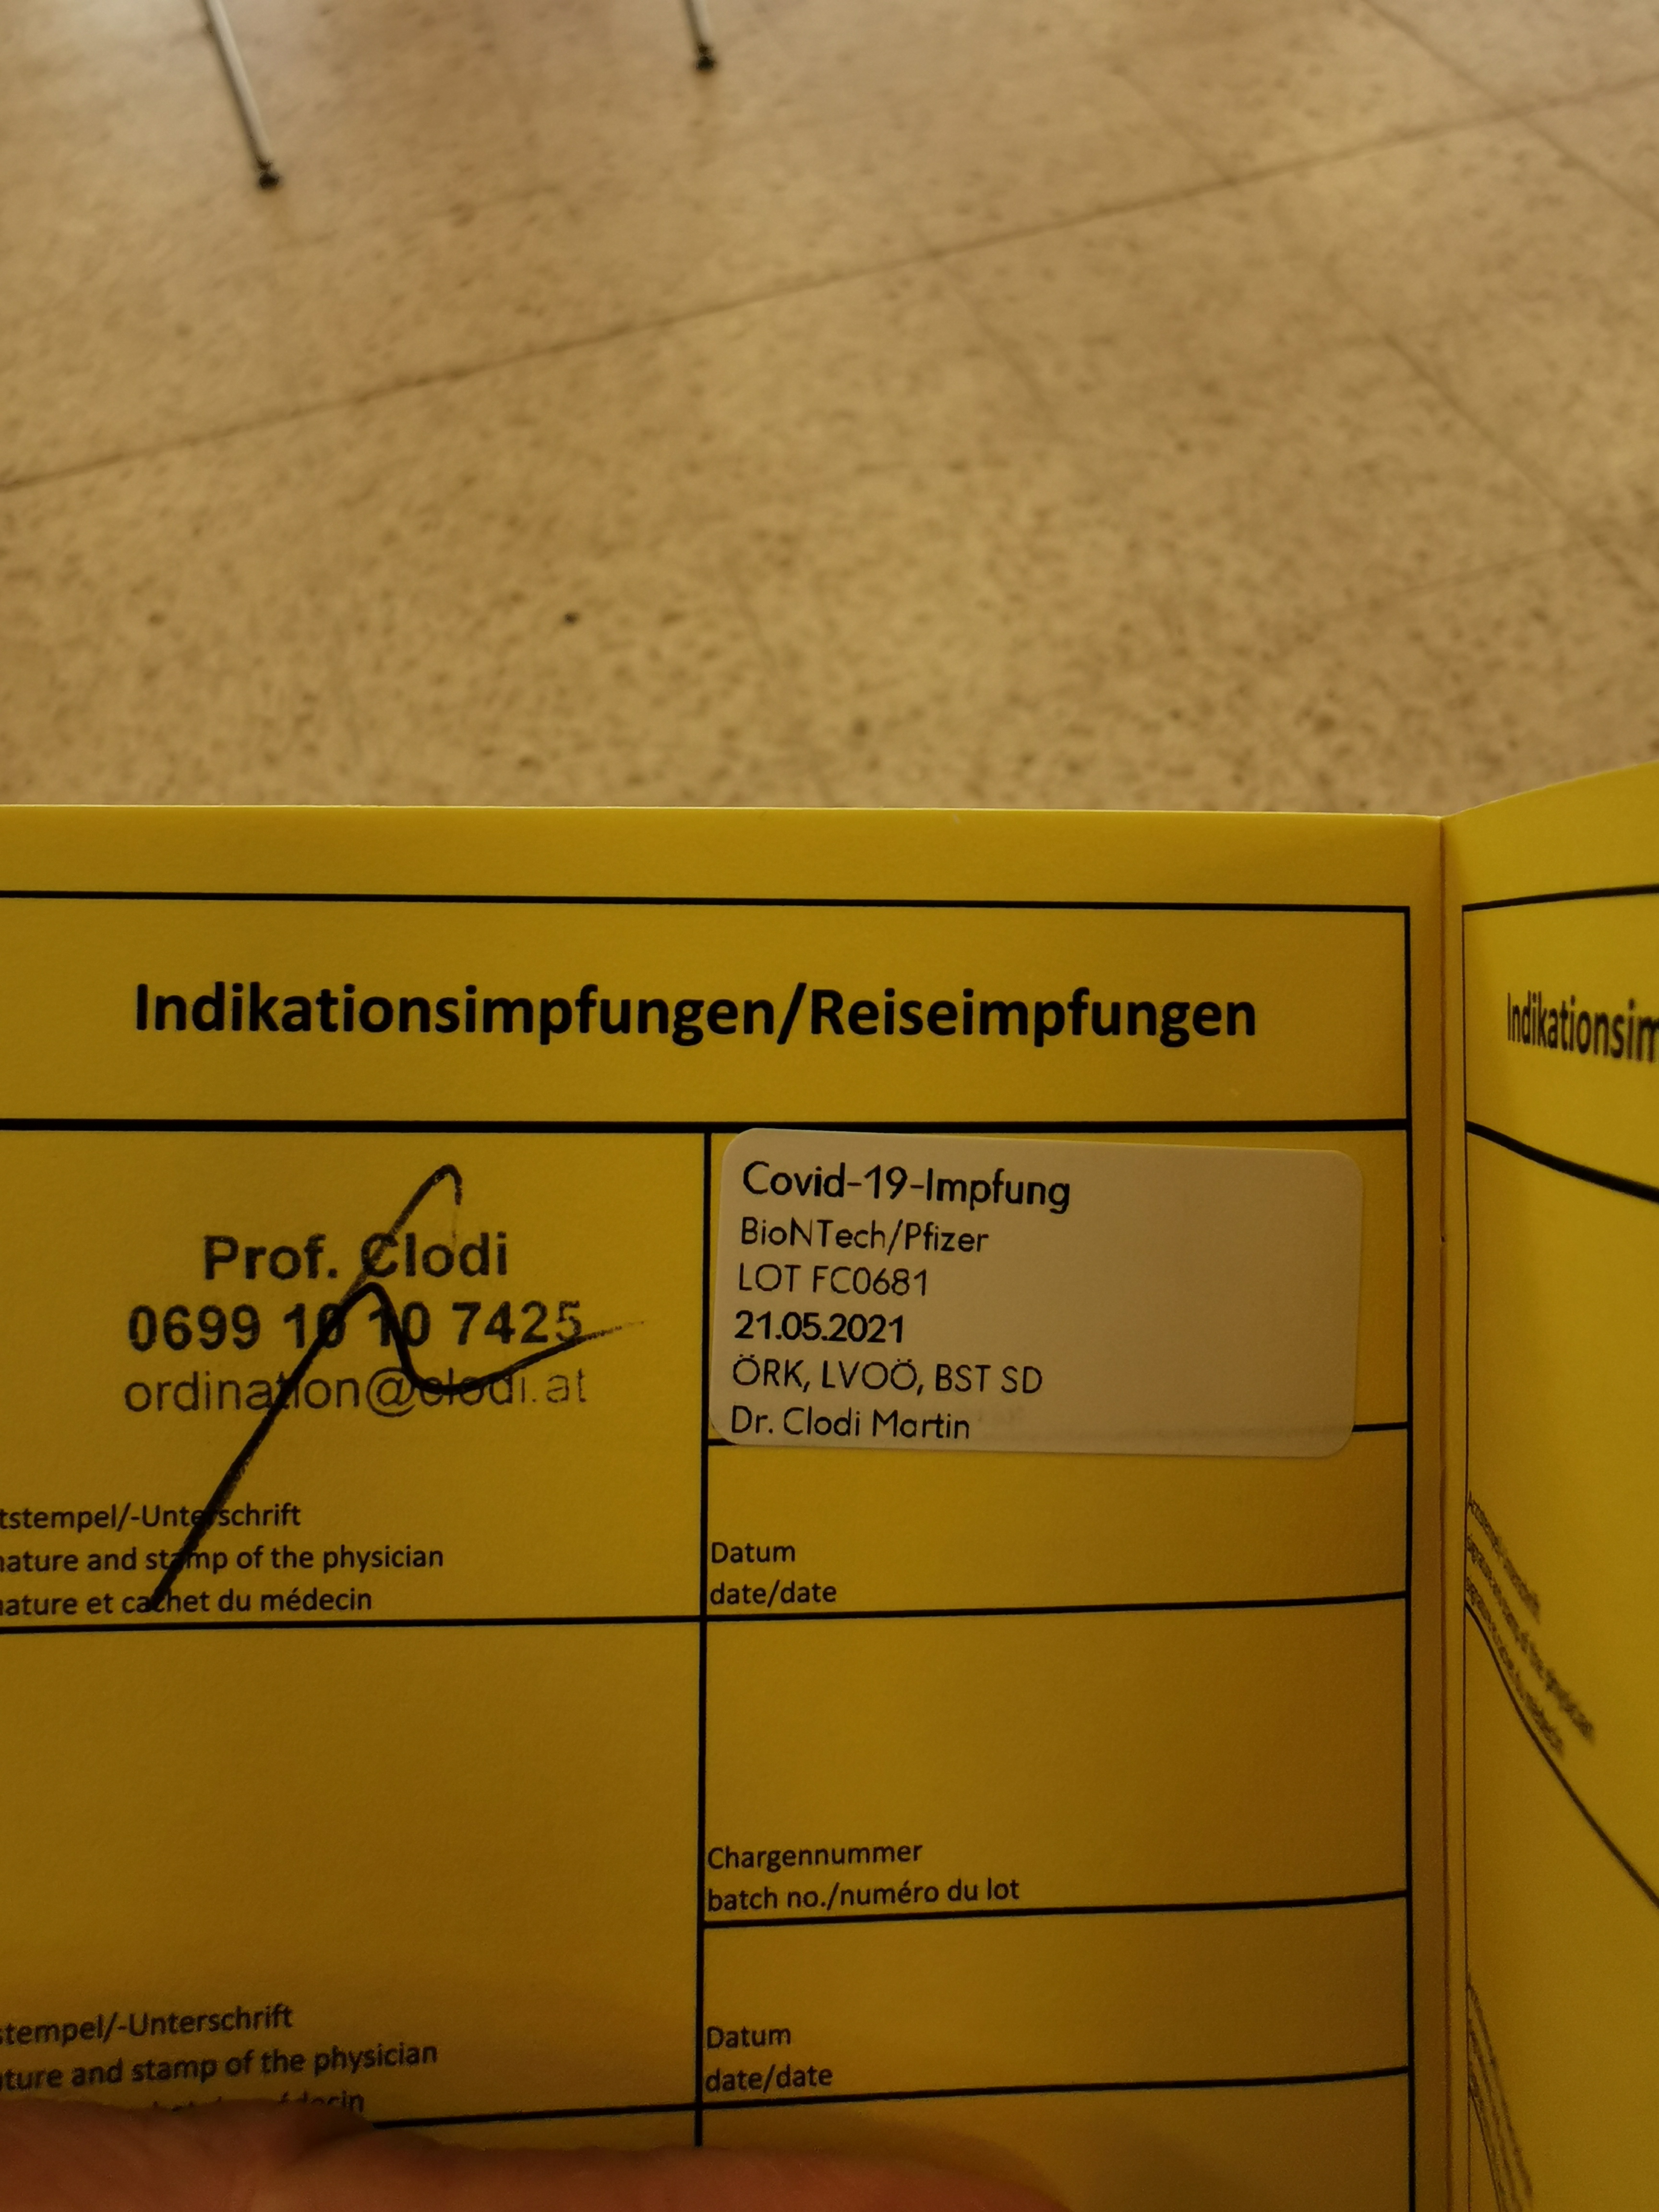 Indikationsimpfungen/Reiseimpfungen
Prof. Clodi
0699 10 10 7425
ordination@clodi.at
tstempel/-Unterschrift
nature and stamp of the physician
nature et cachet du médecin
Covid-19-Impfung
BioNTech/Pfizer
LOT FC0681
21.05.2021
ÖRK, LVOÖ, BST SD
Dr. Clodi Martin
Datum
date/date
Chargennummer
batch no./numéro du lot
stempel/-Unterschrift
ature and stamp of the physician
Datum
date/date
Indikationsim